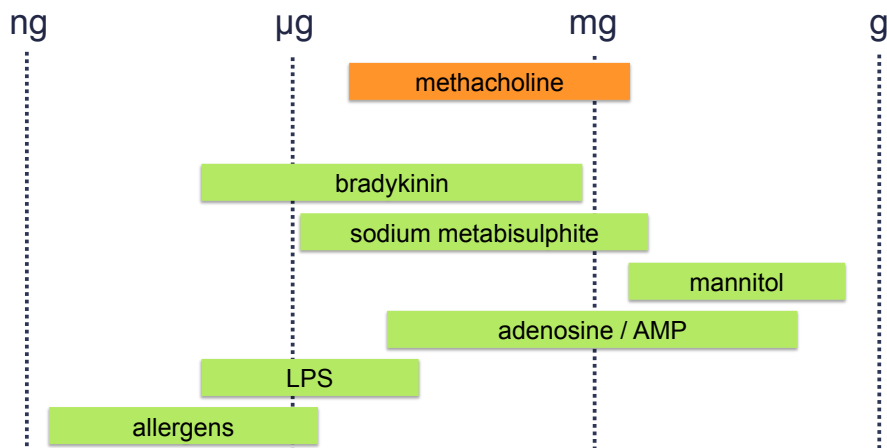 ng µg mg g
methacholine
bradykinin
sodium metabisulphite
mannitol
adenosine / AMP
LPS
allergens